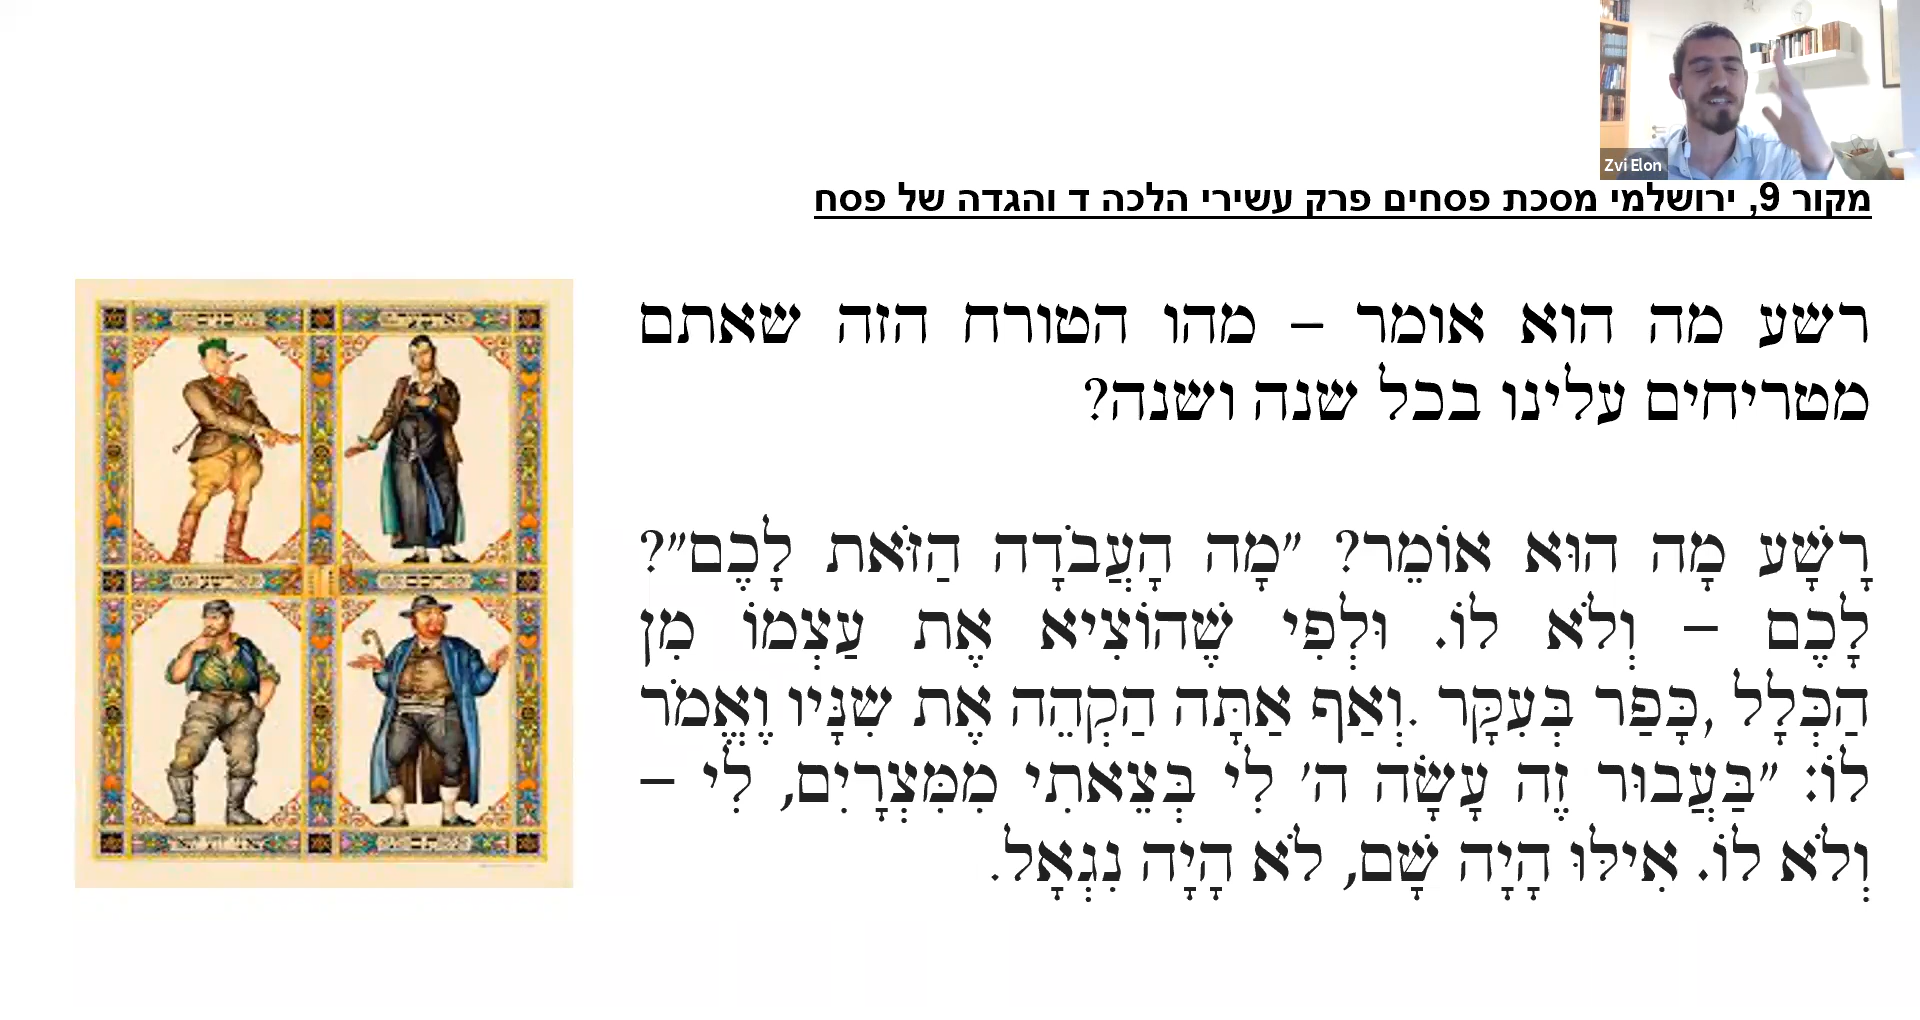 Zvi Elon
מקור 9, ירושלמי מסכת פסחים פרק עשירי הלכה ד והגדה של פסח
רשע מה הוא אומר – מהו הטורח הזה שאתם
מטריחים עלינו בכל שנה ושנה?
רָשָׁע מָה הוּא אוֹמֵר? "מָה הָעֲבֹדָה הַזֹּאת לָכֶם"?
לָכֶם – וְלֹא לוֹ. וּלְפִי שֶׁהוֹצִיא אֶת עַצְמוֹ מִן
הַכְּלָל ,כָּפַר בְּעִקָּר .וְאַף אַתָּה הַקְהֵה אֶת שִׁנָּיו וֶאֱמֹר
לוֹ: "בַּעֲבוּר זֶה עָשָׂה ה' לִי בְּצֵאתִי מִמִּצְרָיִם, לִי –
וְלֹא לוֹ. אִילּוּ הָיָה שָׁם, לֹא הָיָה נִגְאָל.